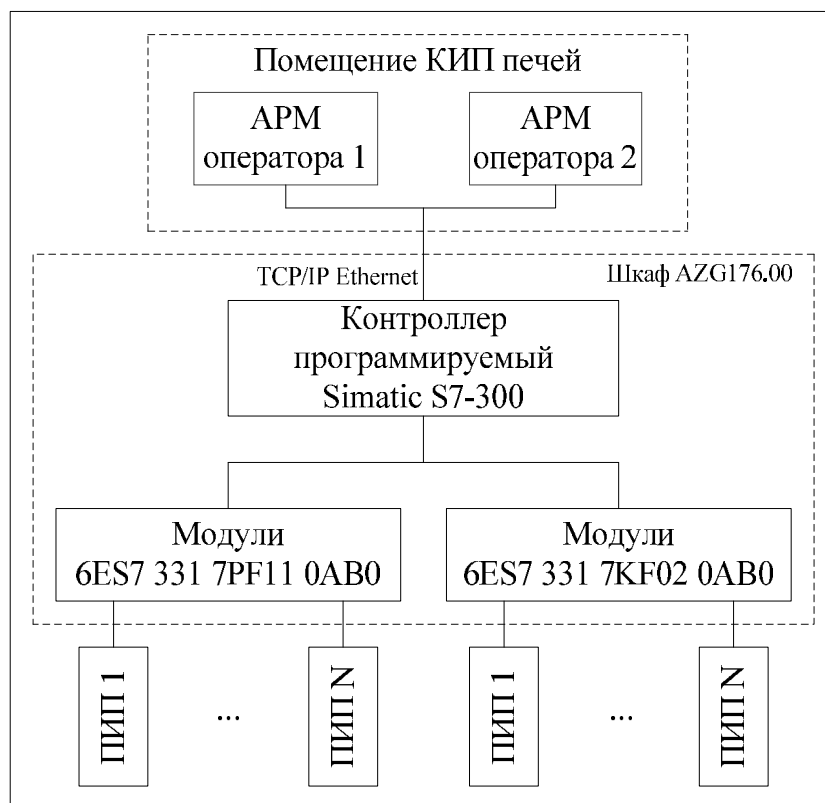 Помещение КИП печей
АРМ
оператора 1
АРМ
оператора 2
TCP/IP Ethernet
Шкаф AZG176.00
Контроллер
программируемый
Simatic S7-300
Модули
6ES7 331 7PF11 0AB0
Модули
6ES7 331 7KF02 0AB0
ПИП 1
...
ПИП N
ПИП 1
...
ПИП N